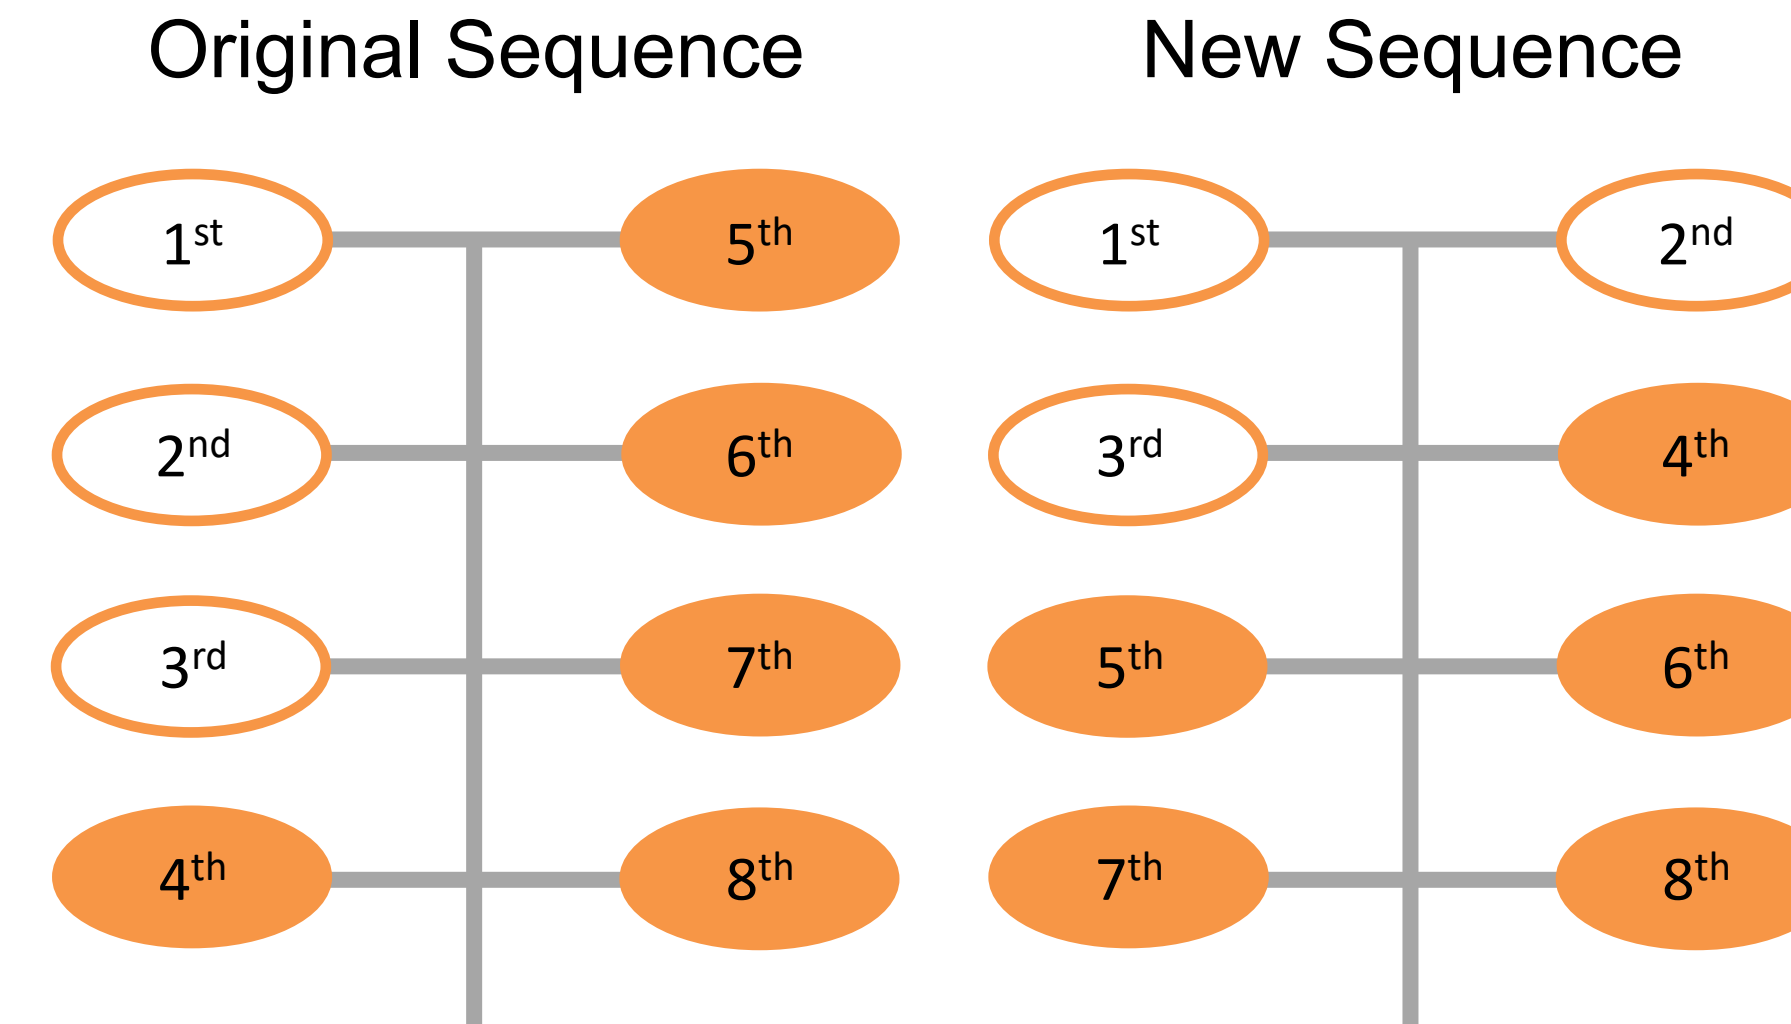 Original Sequence
New Sequence
1st
5th
1st
2nd
2nd
6th
3rd
4th
3rd
7th
5th
6th
4th
8th
7th
8th